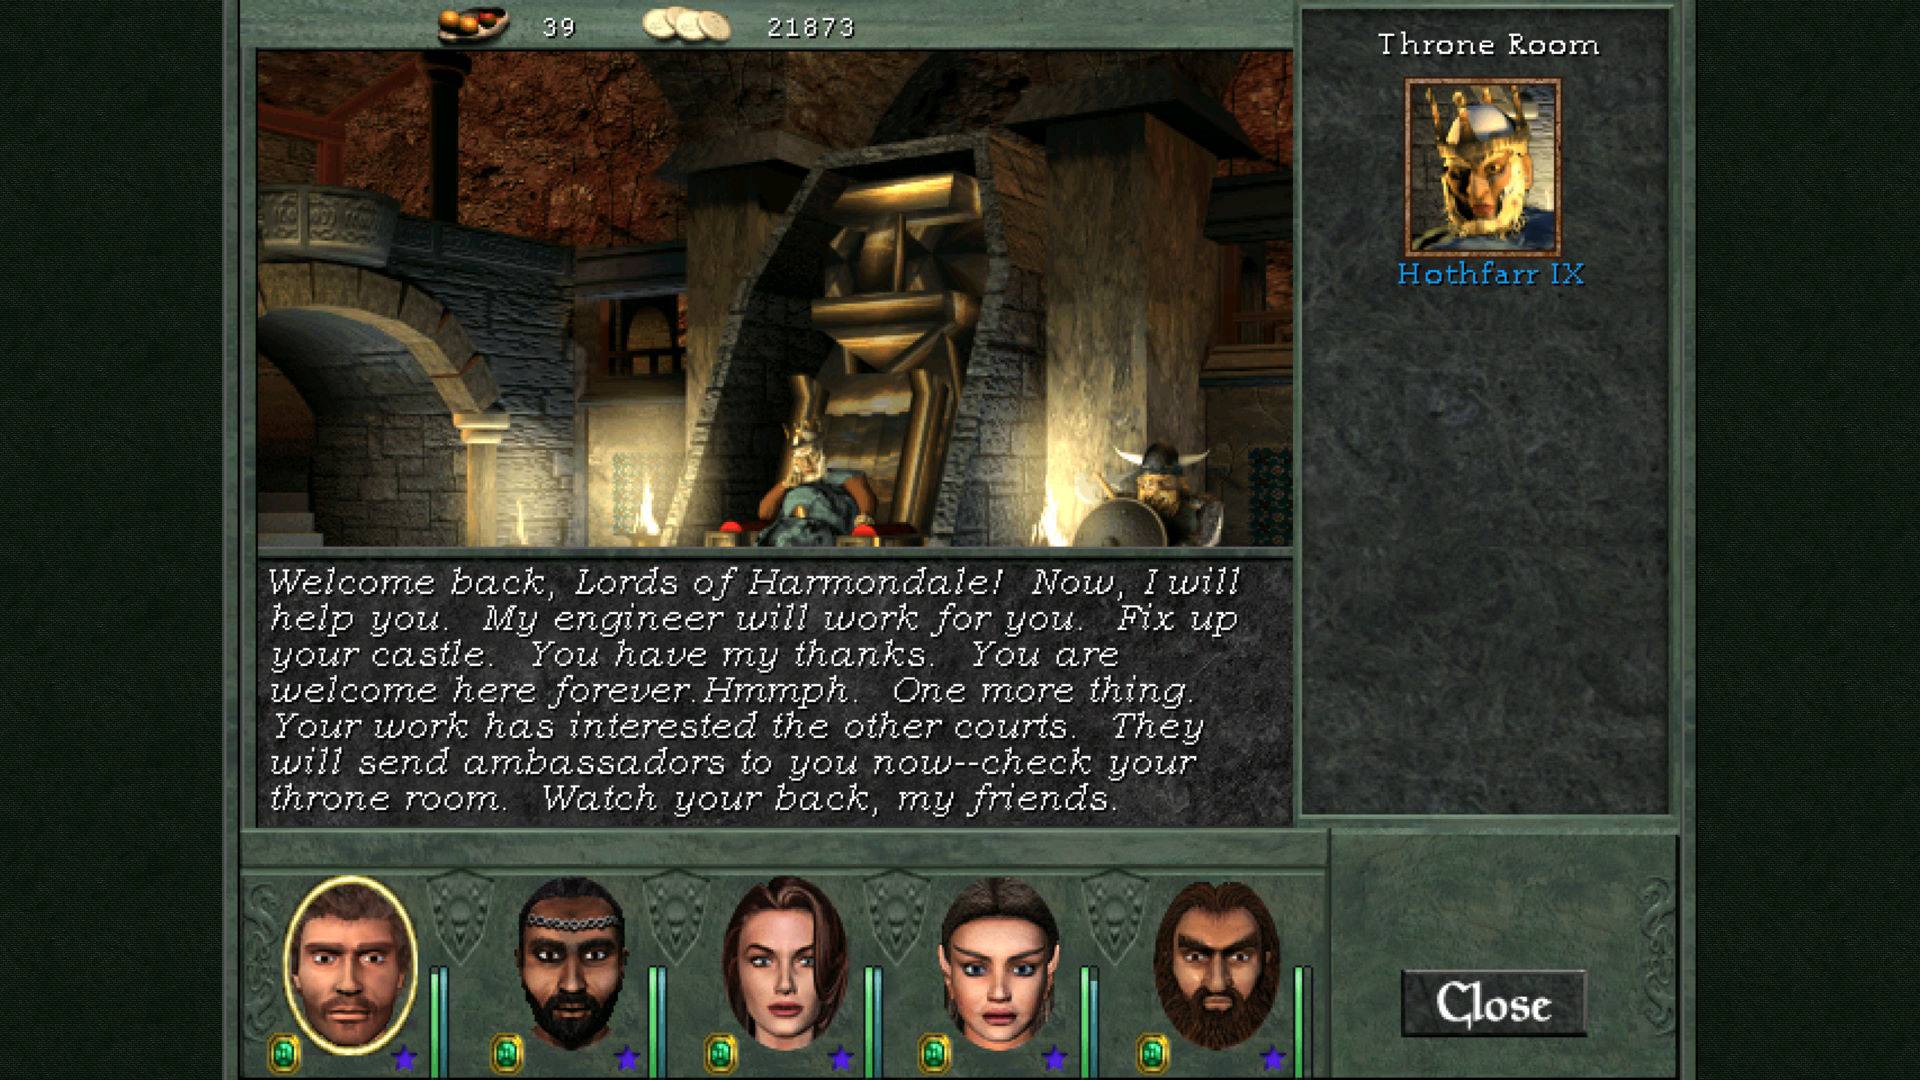 39
21873
Throne Room
Hothfarr IX
Welcome back, Lords of Harmondale!  Now, I will
help you.  My engineer will work for you.  Fix up
your castle.  You have my thanks.  You are
welcome here forever.Hmmph.  One more thing.
Your work has interested the other courts.  They
will send ambassadors to you now--check your
throne room.  Watch your back, my friends.
Close